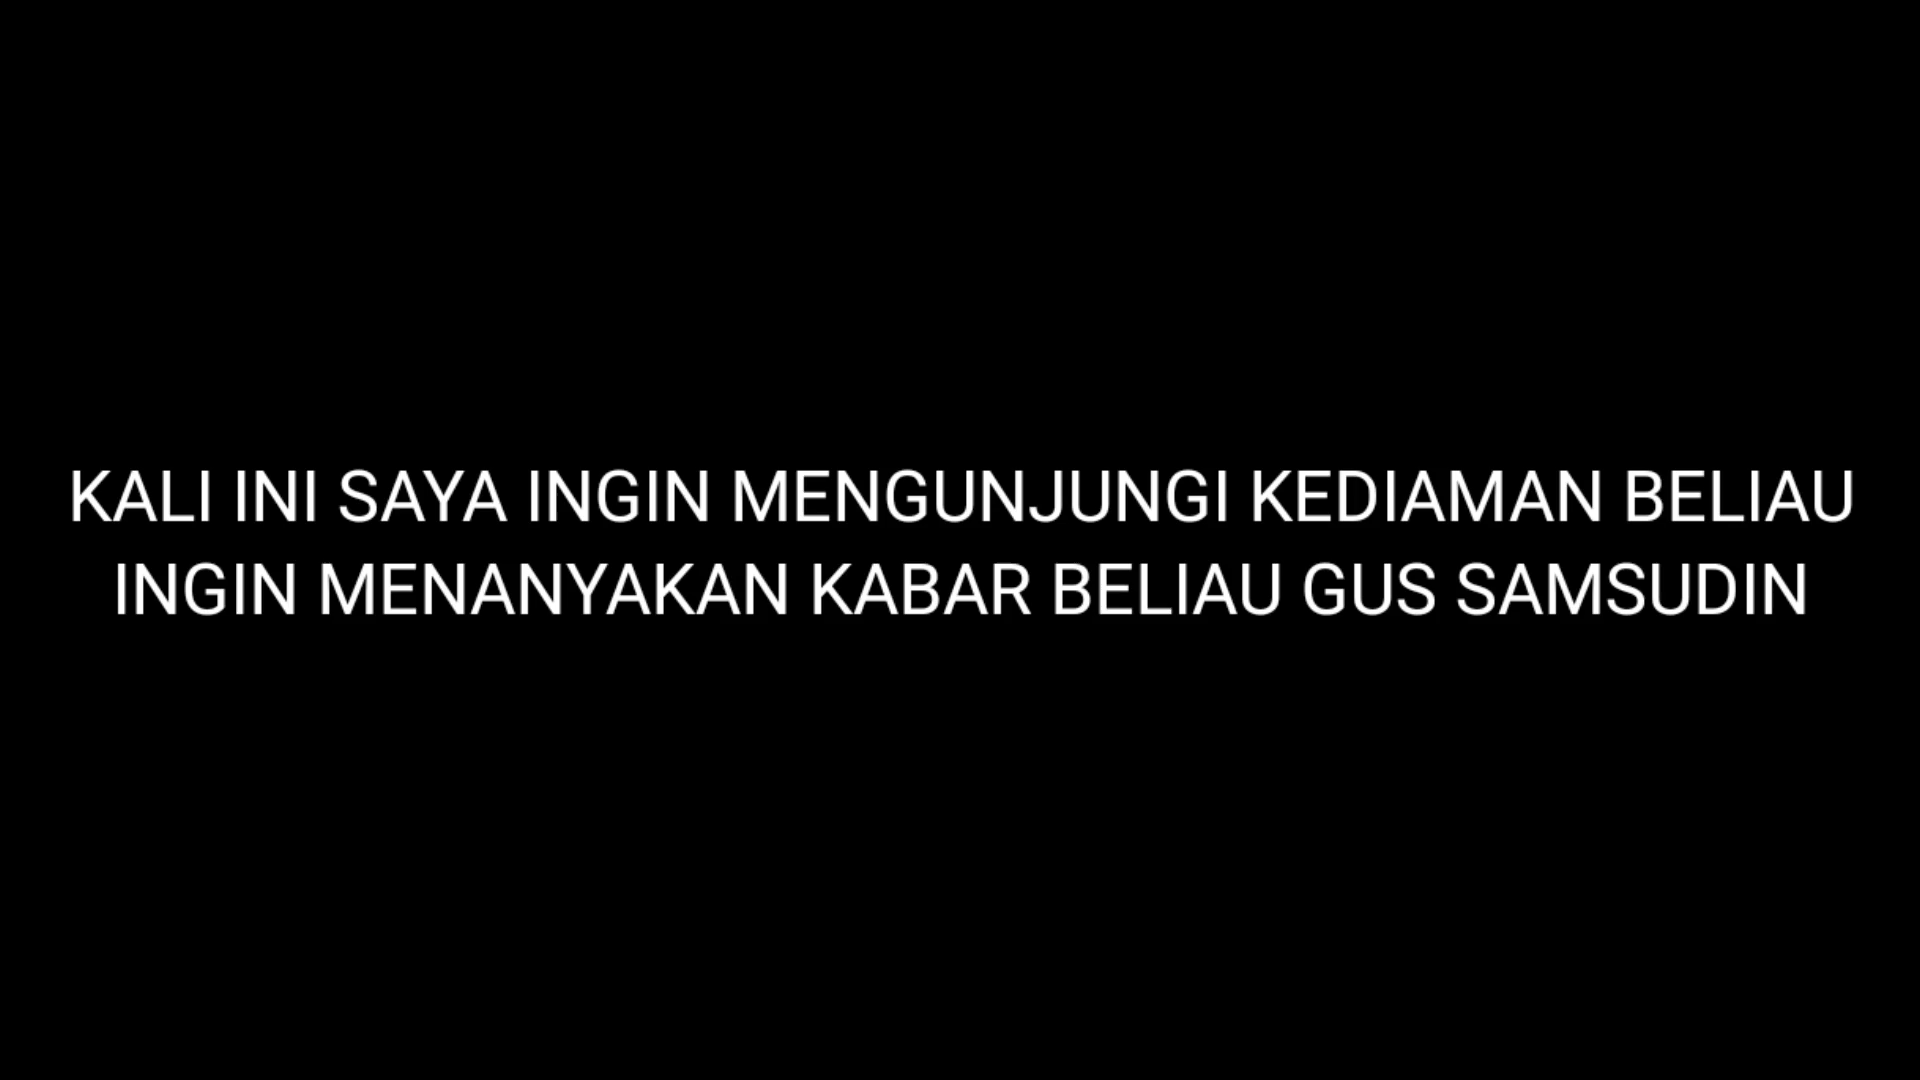 KALI INI SAYA INGIN MENGUNJUNGI KEDIAMAN BELIAU
INGIN MENANYAKAN KABAR BELIAU GUS SAMSUDIN